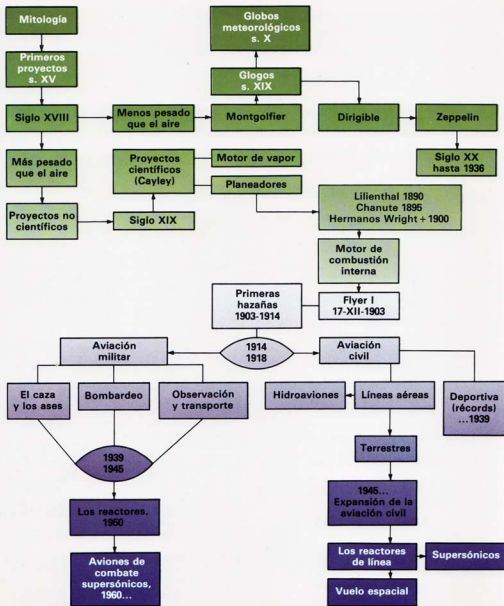 Mitología
Globos
meteorológicos
s. X
Primeros
proyectos
s. XV
Glogos
s. XIX
Siglo XVIII
Menos pesado
que el aire
Montgolfier
Dirigible
Zeppelin
Más pesado
que el aire
Proyectos
científicos
(Cayley)
Motor de vapor
Planeadores
Siglo XX
hasta 1936
Proyectos no
científicos
Siglo XIX
Lilienthal 1890
Chanute 1895
Hermanos Wright + 1900
Motor de
combustión
interna
Primeras
hazañas
1903-1914
Flyer I
17-XII-1903
Aviación
militar
1914
1918
Aviación
civil
El caza
y los ases
Bombardeo
Observación
y transporte
Hidroaviones
Líneas aéreas
Deportiva
(récords)
...1939
1939
1945
Terrestres
Los reactores,
1950
1945...
Expansión de la
aviación civil
Aviones de
combate
supersónicos,
1960...
Los reactores
de línea
Supersónicos
Vuelo espacial